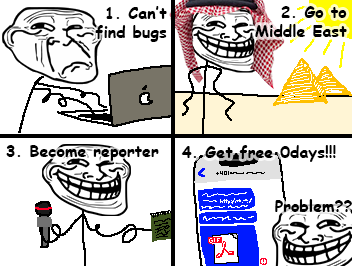 1. Can't
find bugs
2. Go to
Middle East
3. Become reporter
4. Get free 0days!!!
Problem??